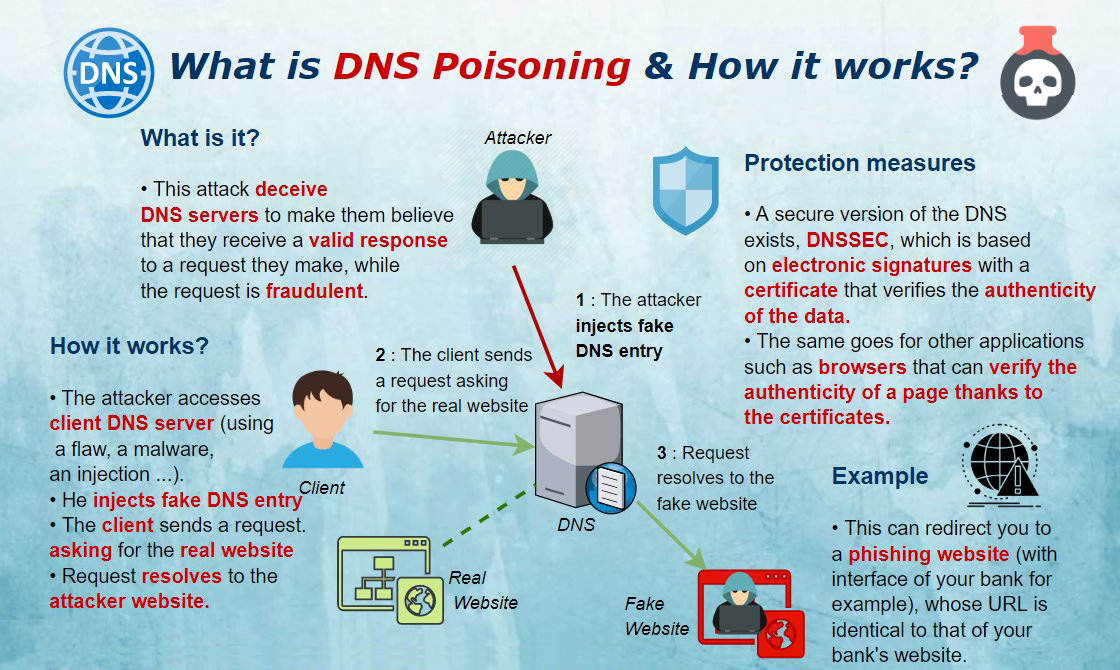 DNS
What is DNS Poisoning & How it works?
What is it?
• This attack deceive
DNS servers to make them believe
that they receive a valid response
to a request they make, while
the request is fraudulent.
Attacker
Protection measures
• A secure version of the DNS
exists, DNSSEC, which is based
on electronic signatures with a
certificate that verifies the authenticity
of the data.
• The same goes for other applications
such as browsers that can verify the
authenticity of a page thanks to
the certificates.
1 : The attacker
injects fake
DNS entry
How it works?
• The attacker accesses
client DNS server (using
a flaw, a malware,
an injection ...).
• He injects fake DNS entry
• The client sends a request.
asking for the real website
• Request resolves to the
attacker website.
2 : The client sends
a request asking
for the real website
Client
DNS
3 : Request
resolves to the
fake website
Real
Website
Fake
Website
Example
• This can redirect you to
a phishing website (with
interface of your bank for
example), whose URL is
identical to that of your
bank's website.